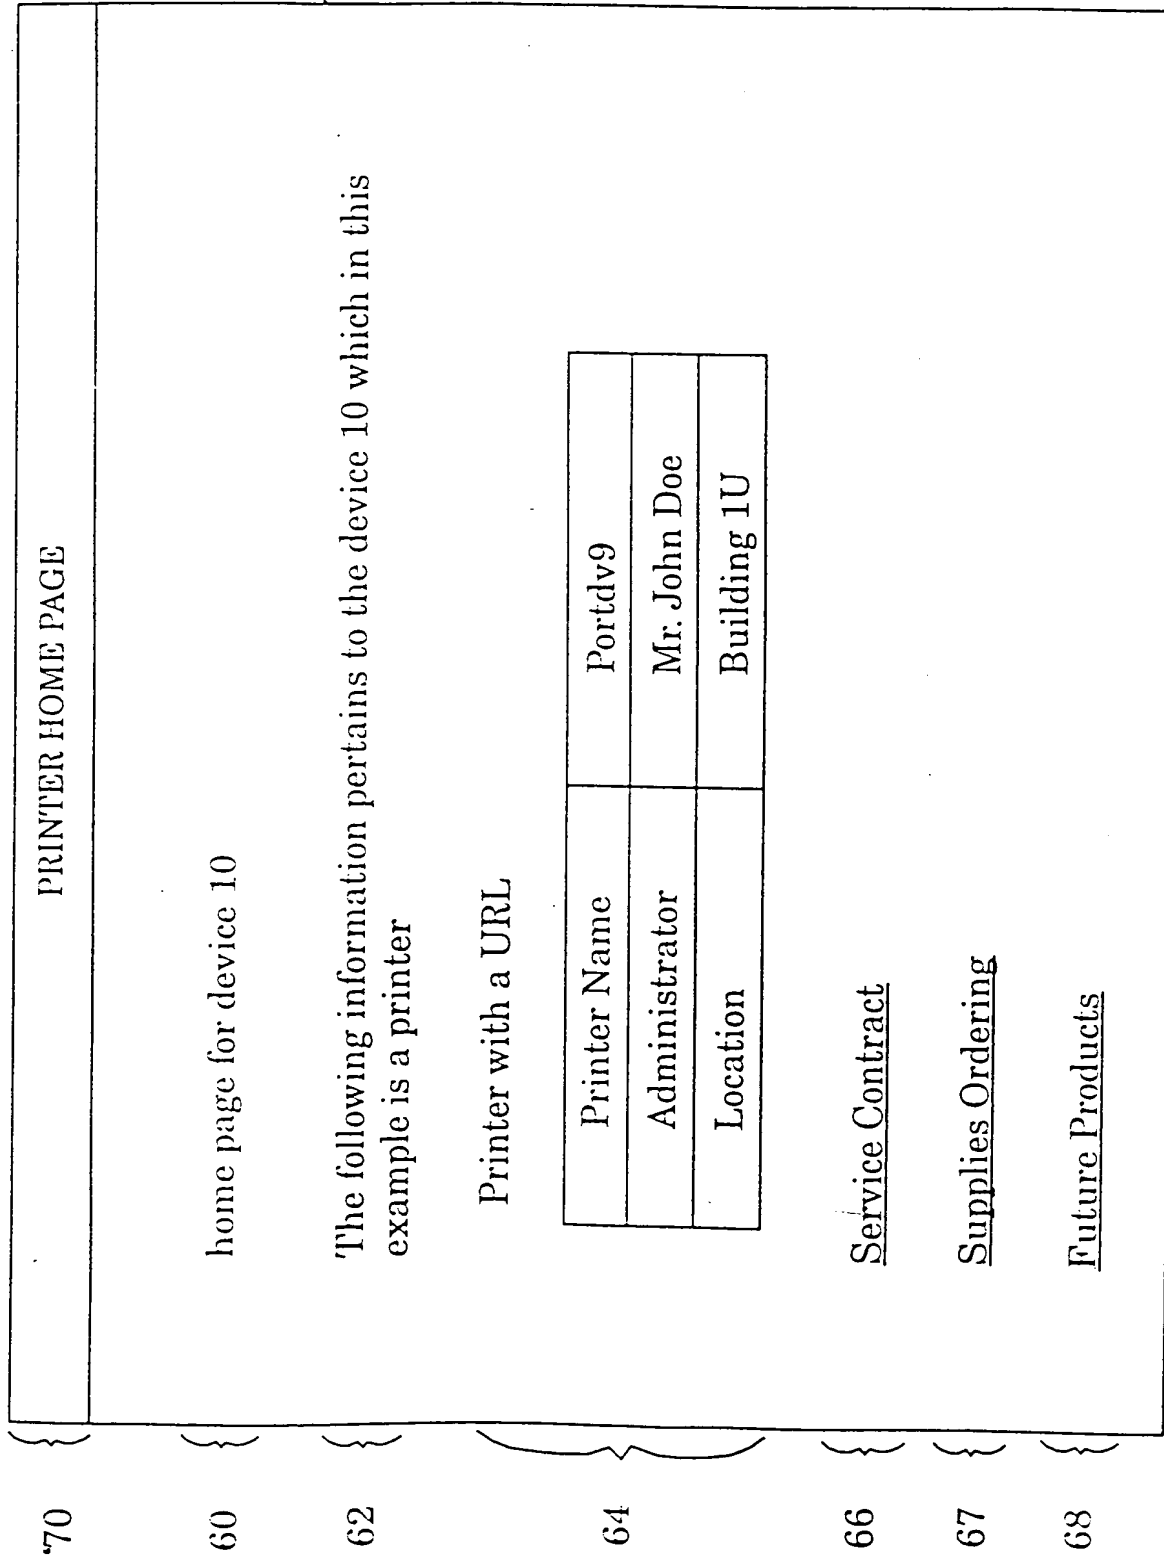 70 PRINTER HOME PAGE
60 home page for device 10
62 The following information pertains to the device 10 which in this
example is a printer
Printer with a URL
64
Printer Name Portdv9
Administrator Mr. John Doe
Location Building 1U
66 Service Contract
67 Supplies Ordering
68 Future Products